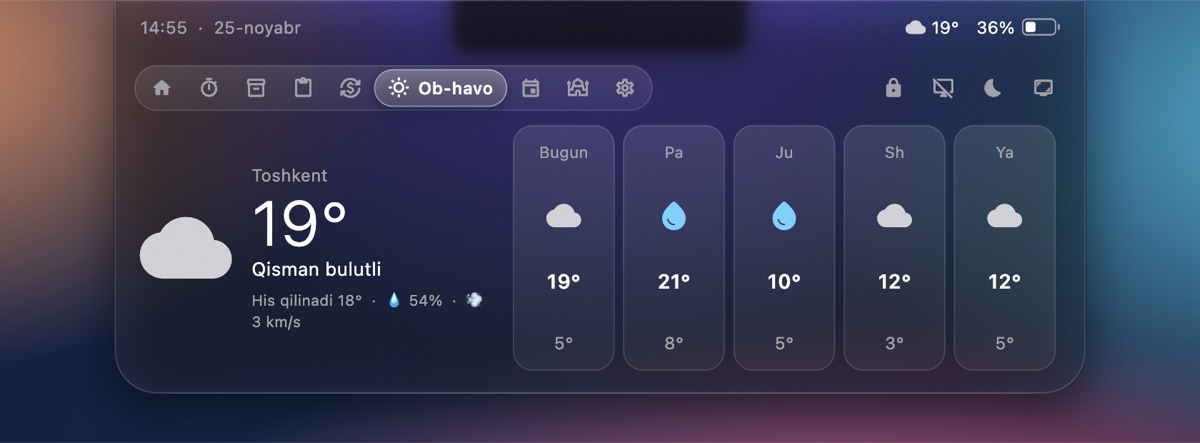 14:55 · 25-noyabr
19° 36%
Ob-havo
Toshkent
19°
Qisman bulutli
His qilinadi 18° · 💧 54% · 💨
3 km/s
Bugun
19°
5°
Pa
21°
8°
Ju
10°
5°
Sh
12°
3°
Ya
12°
5°